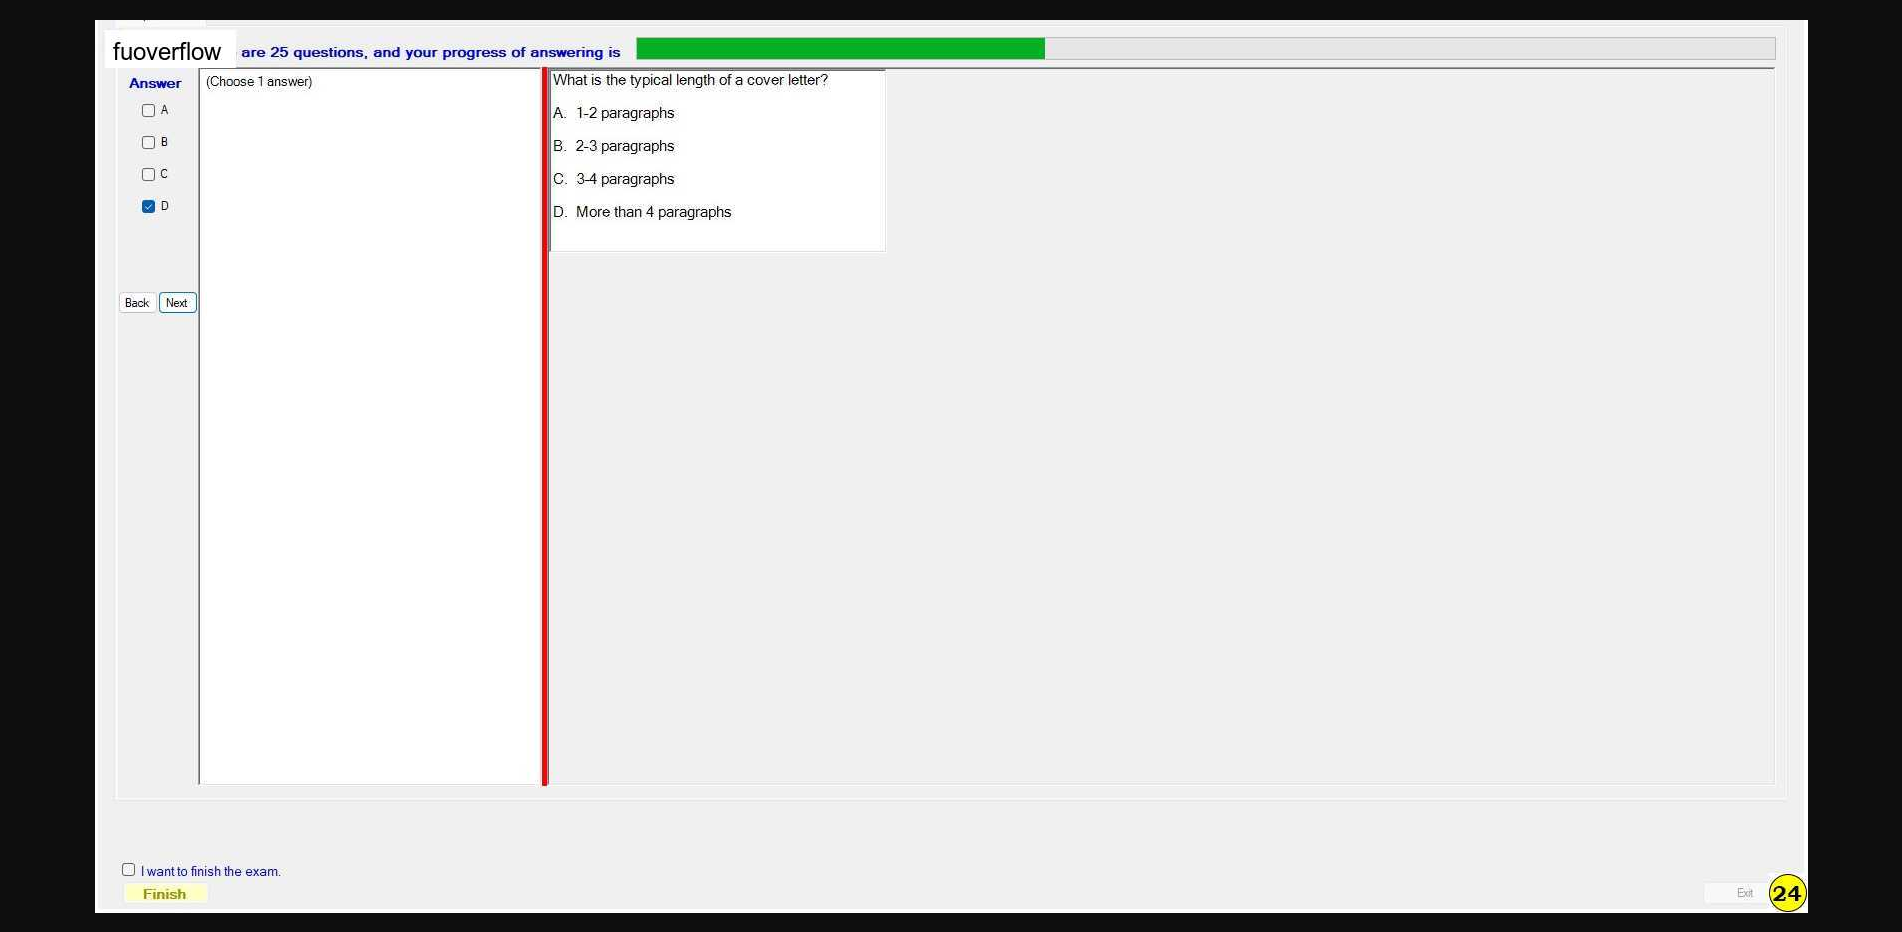 fuoverflow are 25 questions, and your progress of answering is
Answer
(Choose 1 answer)
A
B
C
D
Back Next
What is the typical length of a cover letter?
A. 1-2 paragraphs
B. 2-3 paragraphs
C. 3-4 paragraphs
D. More than 4 paragraphs
I want to finish the exam.
Finish
Exit 24